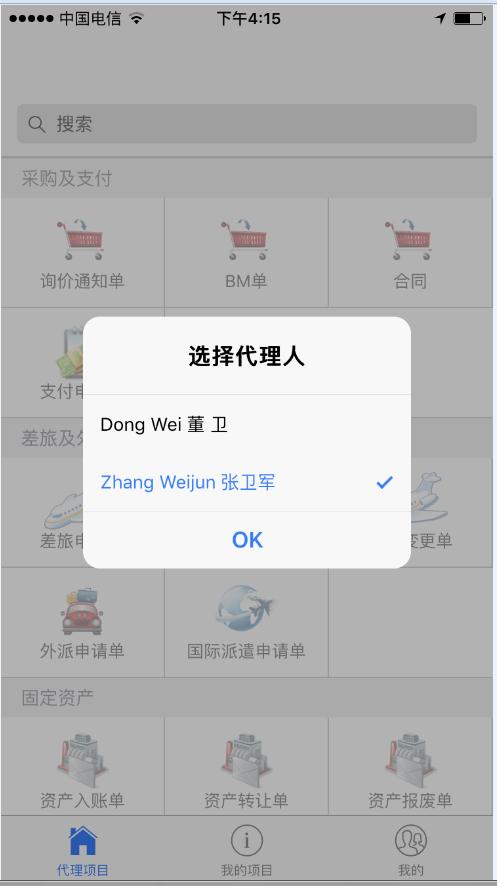 中国电信 下午4:15
搜索
采购及支付
询价通知单 BM单 合同
支付申
选择代理人
Dong Wei 董 卫
Zhang Weijun 张卫军
OK
差旅及外
差旅申 变更单
外派申请单 国际派遣申请单
固定资产
资产入账单 资产转让单 资产报废单
代理项目 我的项目 我的